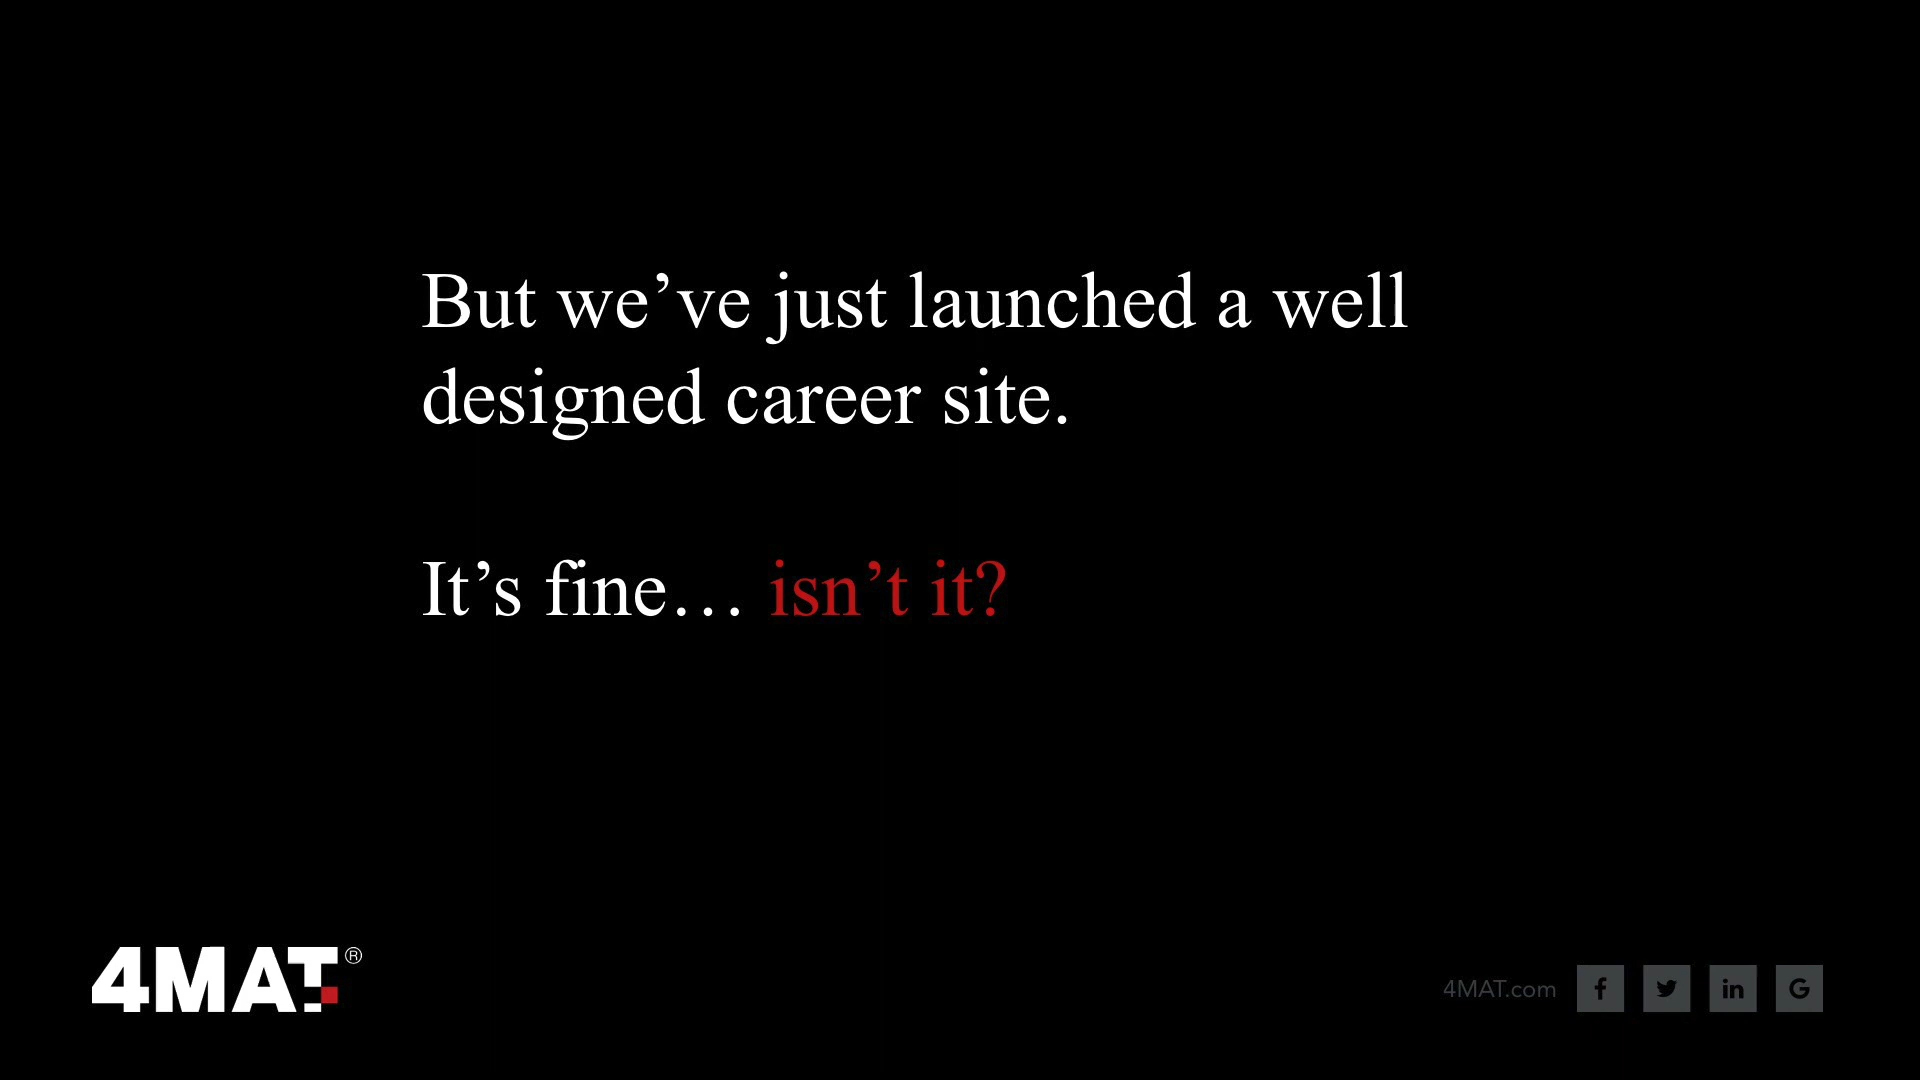 But we’ve just launched a well
designed career site.
It’s fine… isn’t it?
4MAT®
4MAT.com
f
in
G